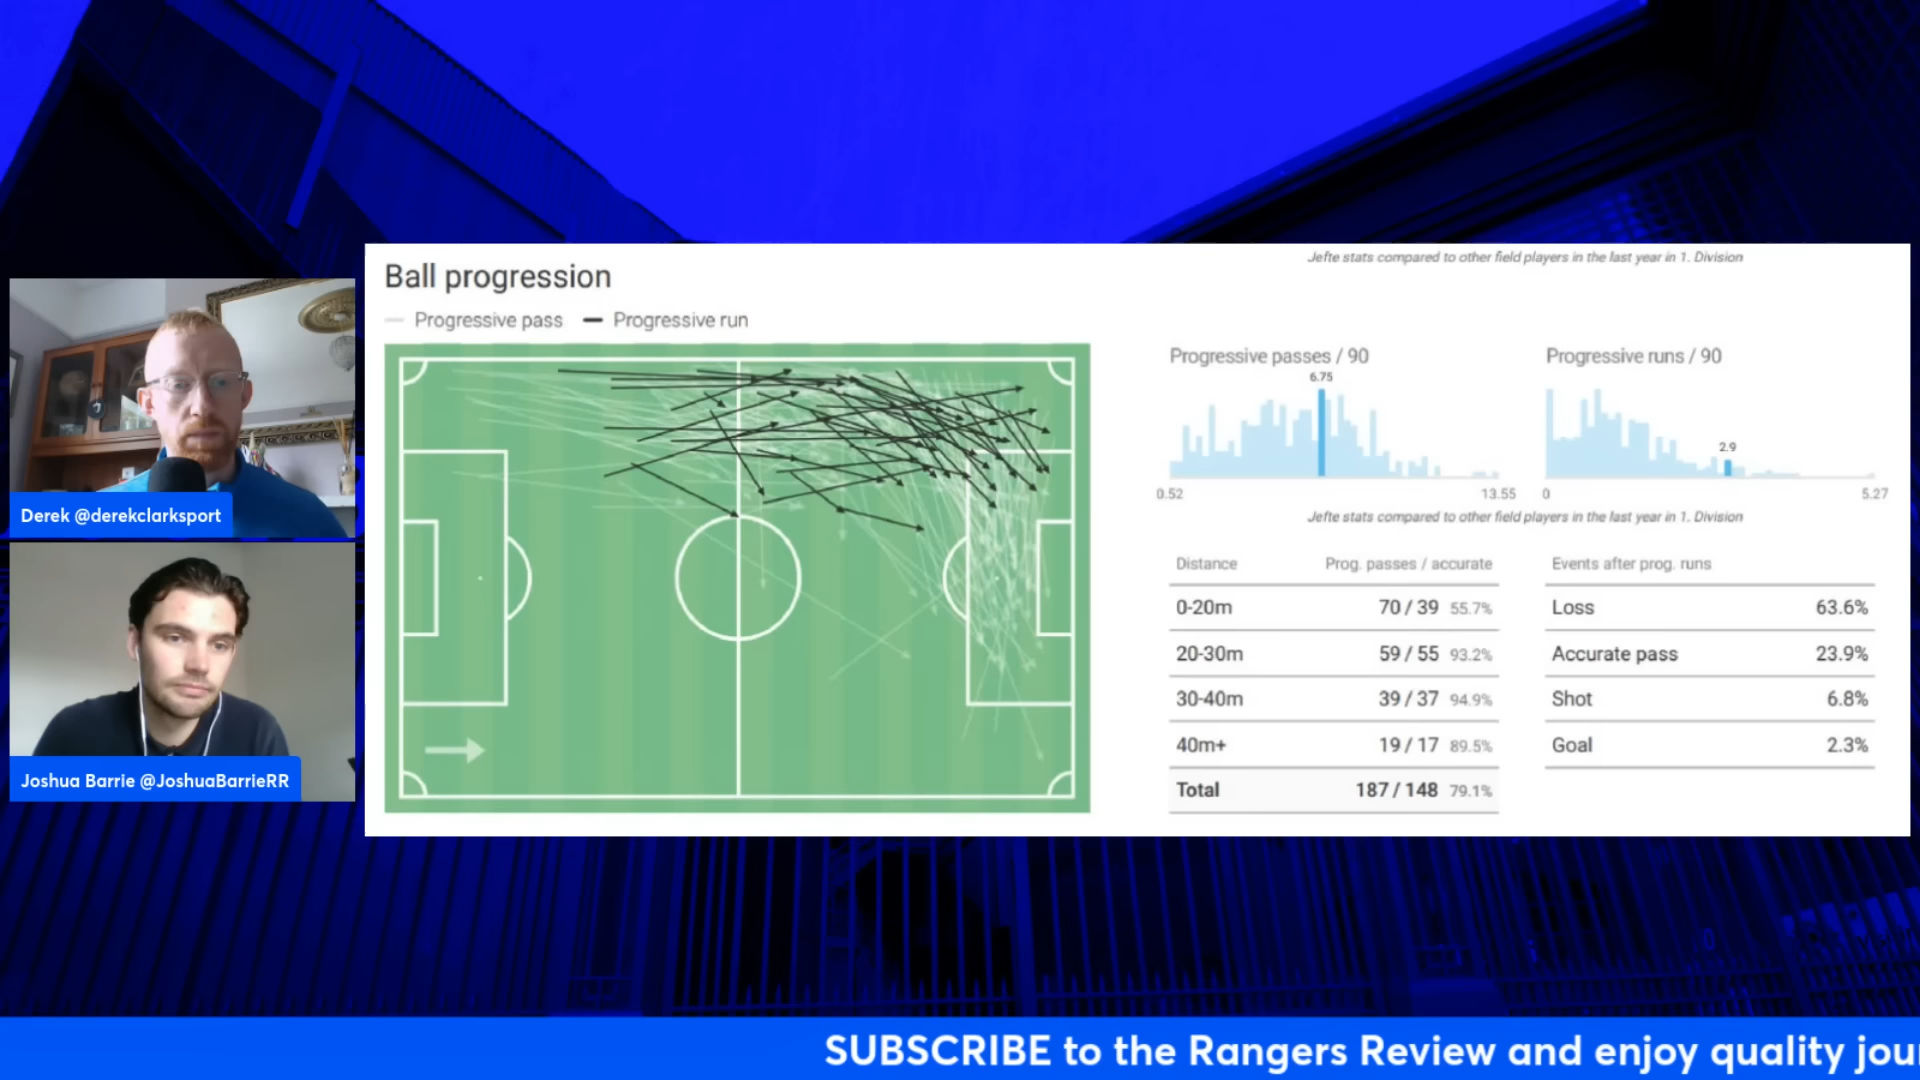 Derek @derekclarksport
Joshua Barrie @JoshuaBarrieRR
Ball progression
Progressive pass
Progressive run
Jefte stats compared to other field players in the last year in 1. Division
Progressive passes / 90
6.75
0.52
13.55
Progressive runs / 90
2.9
0
5.27
Jefte stats compared to other field players in the last year in 1. Division
Distance Prog. passes / accurate
0-20m 70 / 39 55.7%
20-30m 59 / 55 93.2%
30-40m 39 / 37 94.9%
40m+ 19 / 17 89.5%
Total 187 / 148 79.1%
Events after prog. runs
Loss 63.6%
Accurate pass 23.9%
Shot 6.8%
Goal 2.3%
SUBSCRIBE to the Rangers Review and enjoy quality jou